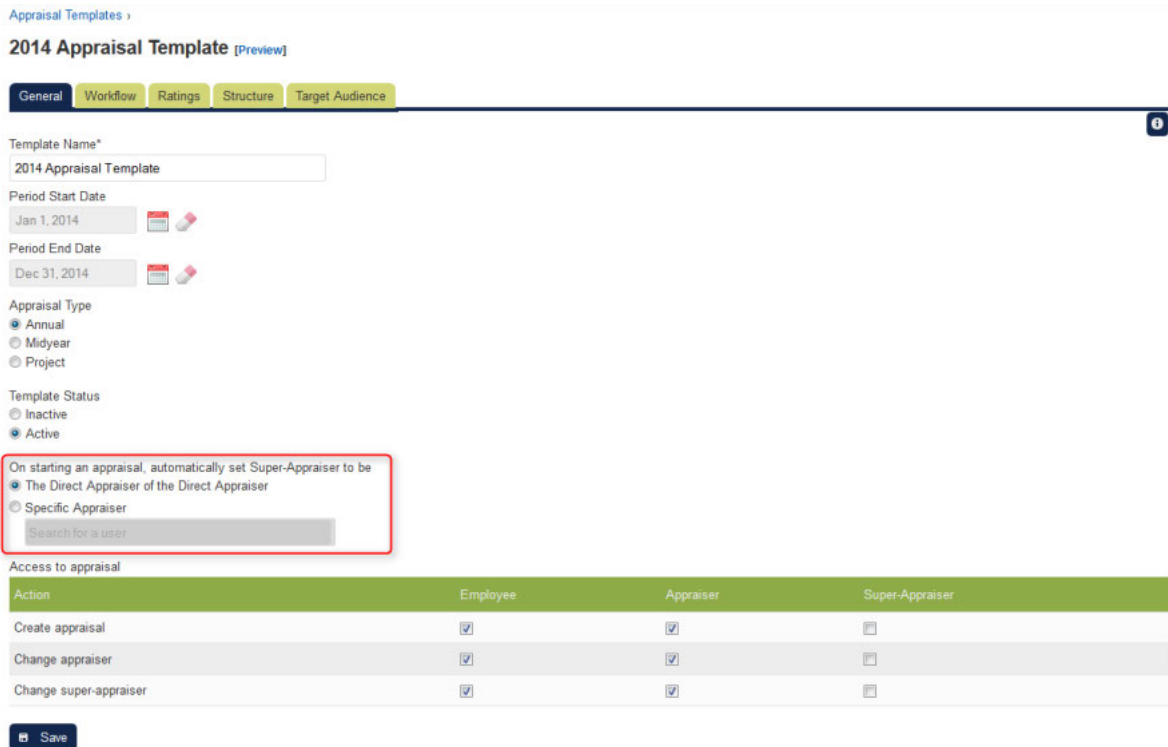 Appraisal Templates ›
2014 Appraisal Template [Preview]
General Workflow Ratings Structure Target Audience
Template Name*
2014 Appraisal Template
Period Start Date
Jan 1, 2014
Period End Date
Dec 31, 2014
Appraisal Type
Annual
Midyear
Project
Template Status
Inactive
Active
On starting an appraisal, automatically set Super-Appraiser to be
The Direct Appraiser of the Direct Appraiser
Specific Appraiser
Search for a user
Access to appraisal
Action Employee Appraiser Super-Appraiser
Create appraisal
Change appraiser
Change super-appraiser
Save